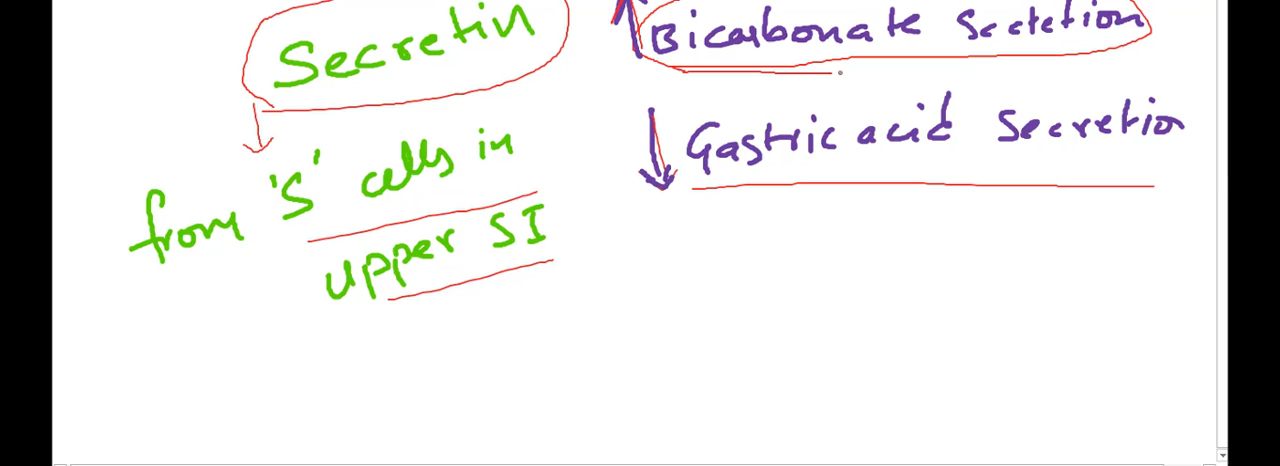 Secretin
from 'S' cells in
upper SI
↑ Bicarbonate Secretion
↓ Gastric acid Secretion